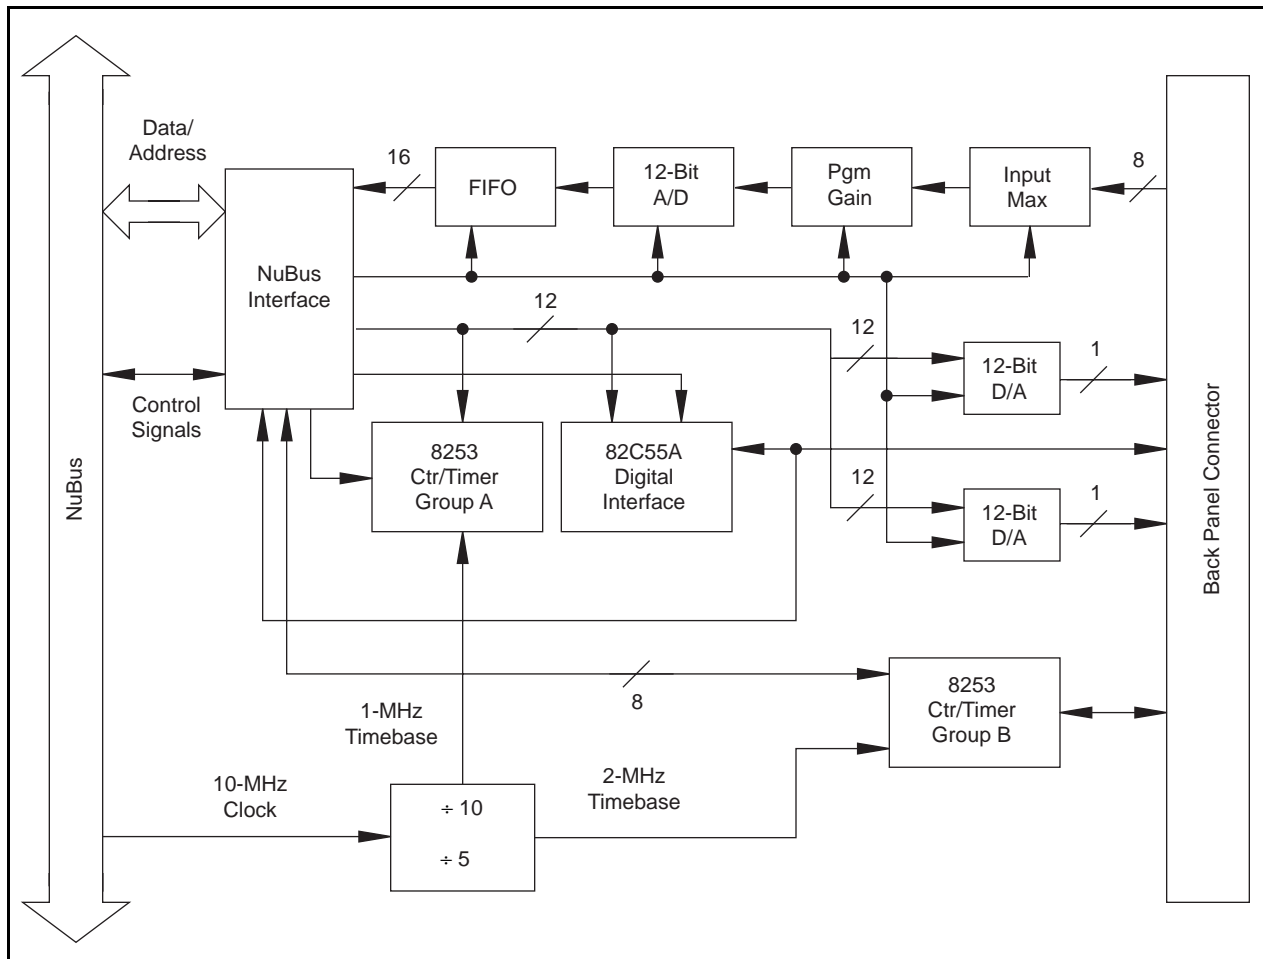 Data/
Address
16
FIFO
12-Bit
A/D
Pgm
Gain
Input
Max
8
NuBus
Interface
12
12
12-Bit
D/A
1
Control
Signals
8253
Ctr/Timer
Group A
82C55A
Digital
Interface
12
12-Bit
D/A
1
NuBus
Back Panel Connector
8
8253
Ctr/Timer
Group B
1-MHz
Timebase
2-MHz
Timebase
10-MHz
Clock
÷ 10
÷ 5